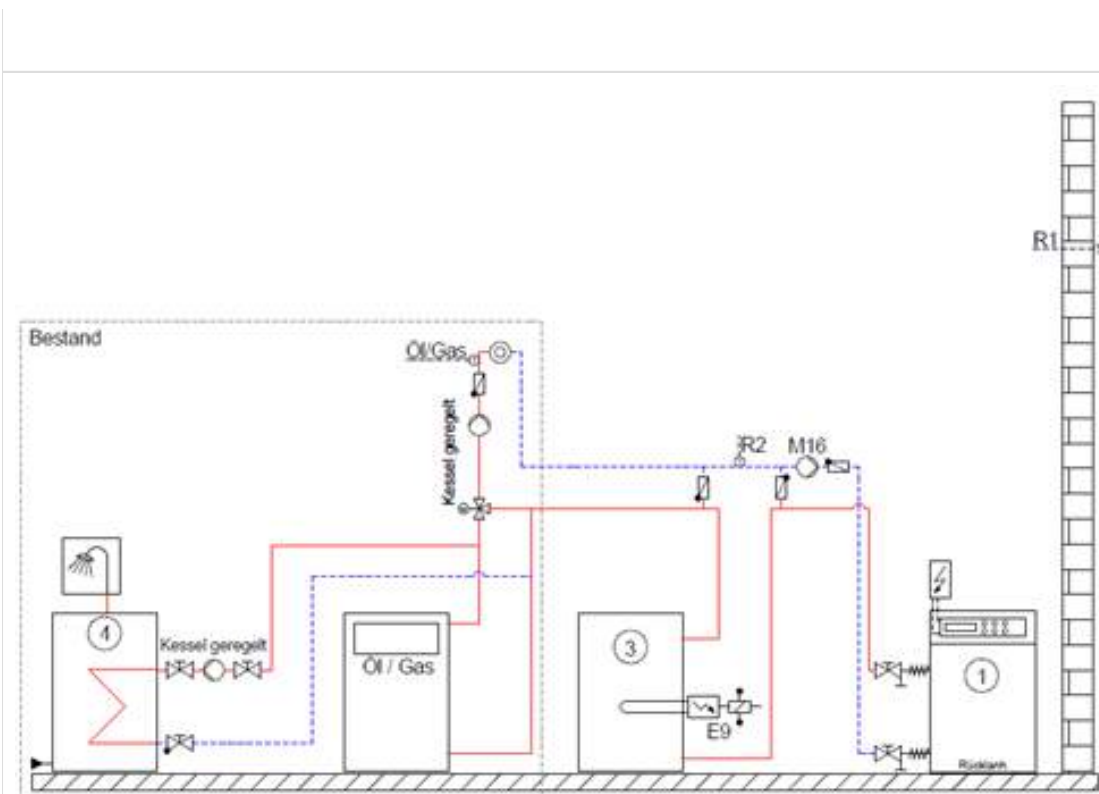 R1
Bestand
Öl/Gas
Kessel geregelt
R2
M16
4
Kessel geregelt
Öl / Gas
3
1
E9
Rücklauf